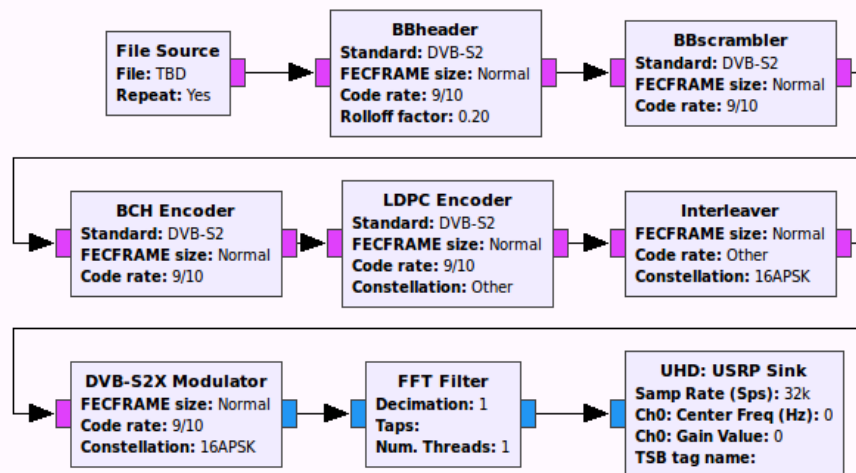 File Source
File: TBD
Repeat: Yes
BBheader
Standard: DVB-S2
FECFRAME size: Normal
Code rate: 9/10
Rolloff factor: 0.20
BBscrambler
Standard: DVB-S2
FECFRAME size: Normal
Code rate: 9/10
BCH Encoder
Standard: DVB-S2
FECFRAME size: Normal
Code rate: 9/10
LDPC Encoder
Standard: DVB-S2
FECFRAME size: Normal
Code rate: 9/10
Constellation: Other
Interleaver
FECFRAME size: Normal
Code rate: Other
Constellation: 16APSK
DVB-S2X Modulator
FECFRAME size: Normal
Code rate: 9/10
Constellation: 16APSK
FFT Filter
Decimation: 1
Taps:
Num. Threads: 1
UHD: USRP Sink
Samp Rate (Sps): 32k
Ch0: Center Freq (Hz): 0
Ch0: Gain Value: 0
TSB tag name: